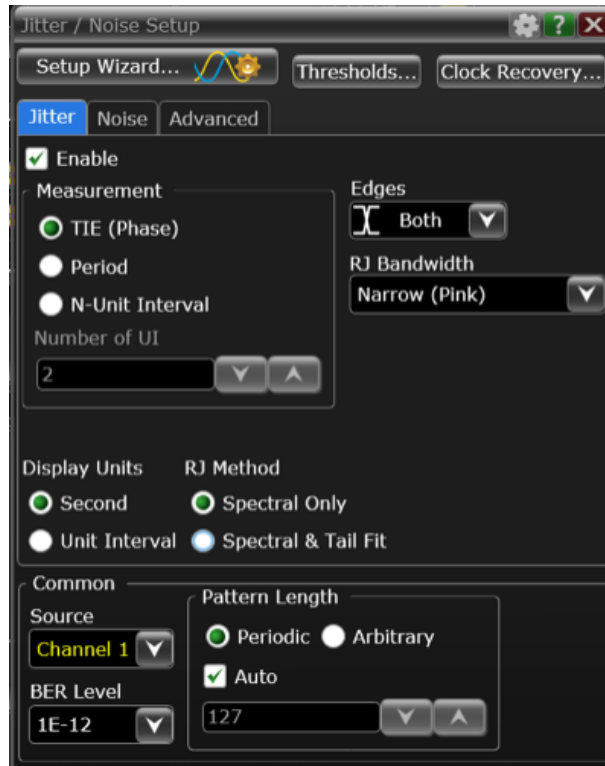 Jitter / Noise Setup
?
X
Setup Wizard...
Thresholds...
Clock Recovery...
Jitter
Noise
Advanced
Enable
Measurement
TIE (Phase)
Period
N-Unit Interval
Number of UI
2
Edges
Both
RJ Bandwidth
Narrow (Pink)
Display Units
Second
Unit Interval
RJ Method
Spectral Only
Spectral & Tail Fit
Common
Source
Channel 1
BER Level
1E-12
Pattern Length
Periodic
Arbitrary
Auto
127